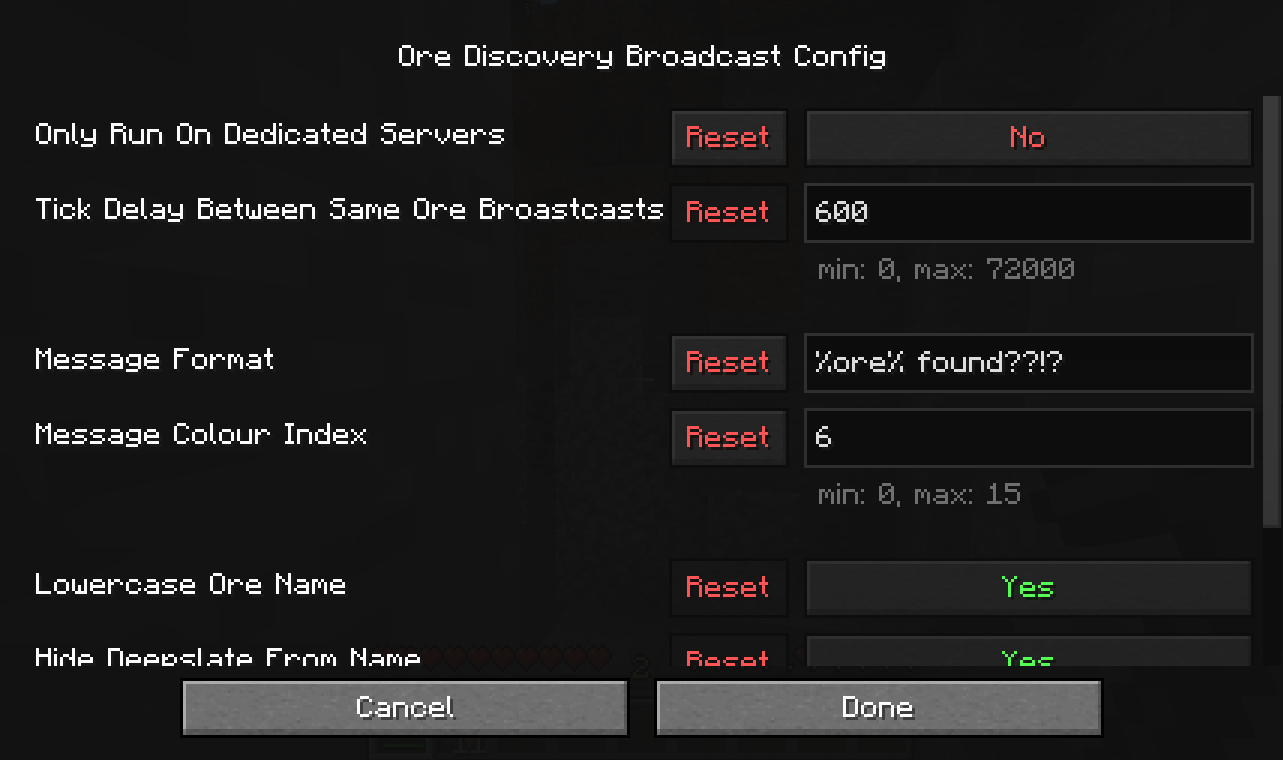 Ore Discovery Broadcast Config
Only Run On Dedicated Servers Reset No
Tick Delay Between Same Ore Broastcasts Reset 600
min: 0, max: 72000
Message Format Reset %ore% found??!?
Message Colour Index Reset 6
min: 0, max: 15
Lowercase Ore Name Reset Yes
Hide Deepslate From Name Reset Yes
Cancel Done